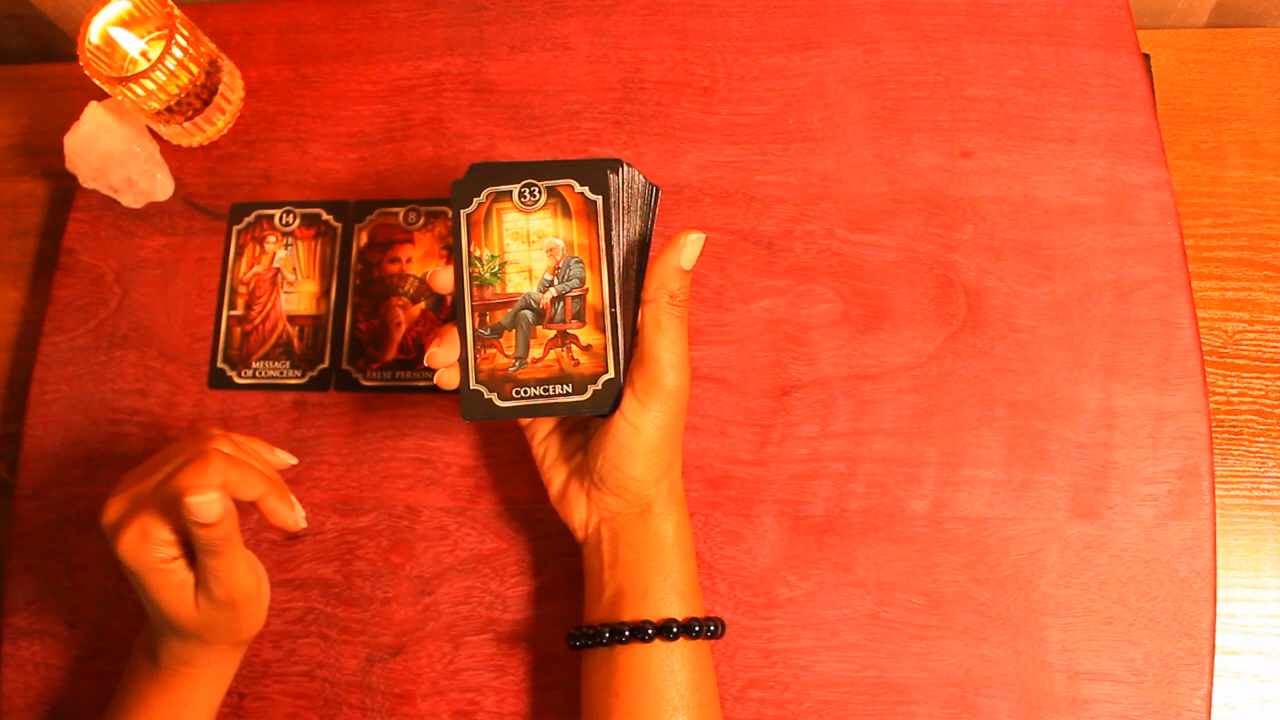 14
MESSAGE
OF CONCERN
8
FALSE PERSON
33
CONCERN